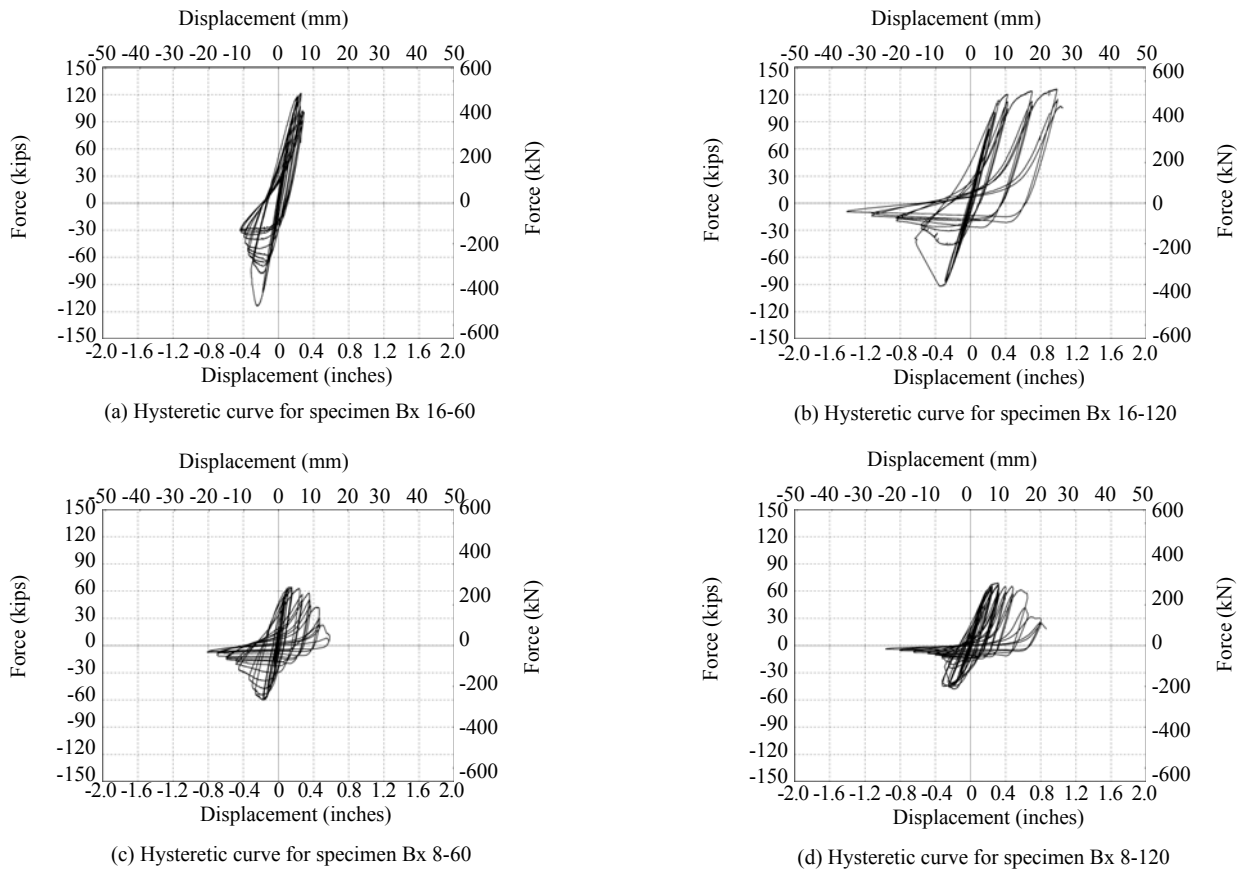 Displacement (mm)
-50 -40 -30 -20 -10 0 10 20 30 40 50
150
120
90
60
30
0
-30
-60
-90
120
-150
600
400
200
0
-200
-400
-600
Force (kips)
Force (kN)
-2.0 -1.6 -1.2 -0.8 -0.4 0 0.4 0.8 1.2 1.6 2.0
Displacement (inches)
(a) Hysteretic curve for specimen Bx 16-60
Displacement (mm)
-50 -40 -30 -20 -10 0 10 20 30 40 50
150
120
90
60
30
0
-30
-60
-90
120
-150
600
400
200
0
-200
-400
-600
Force (kips)
Force (kN)
-2.0 -1.6 -1.2 -0.8 -0.4 0 0.4 0.8 1.2 1.6 2.0
Displacement (inches)
(b) Hysteretic curve for specimen Bx 16-120
Displacement (mm)
-50 -40 -30 -20 -10 0 10 20 30 40 50
150
120
90
60
30
0
-30
-60
-90
120
-150
600
400
200
0
-200
-400
-600
Force (kips)
Force (kN)
-2.0 -1.6 -1.2 -0.8 -0.4 0 0.4 0.8 1.2 1.6 2.0
Displacement (inches)
(c) Hysteretic curve for specimen Bx 8-60
Displacement (mm)
-50 -40 -30 -20 -10 0 10 20 30 40 50
150
120
90
60
30
0
-30
-60
-90
120
-150
600
400
200
0
-200
-400
-600
Force (kips)
Force (kN)
-2.0 -1.6 -1.2 -0.8 -0.4 0 0.4 0.8 1.2 1.6 2.0
Displacement (inches)
(d) Hysteretic curve for specimen Bx 8-120